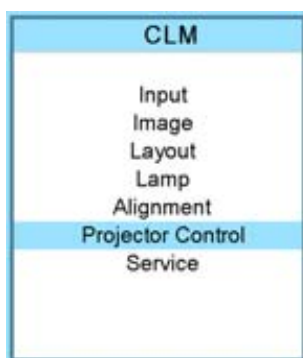 CLM
Input
Image
Layout
Lamp
Alignment
Projector Control
Service